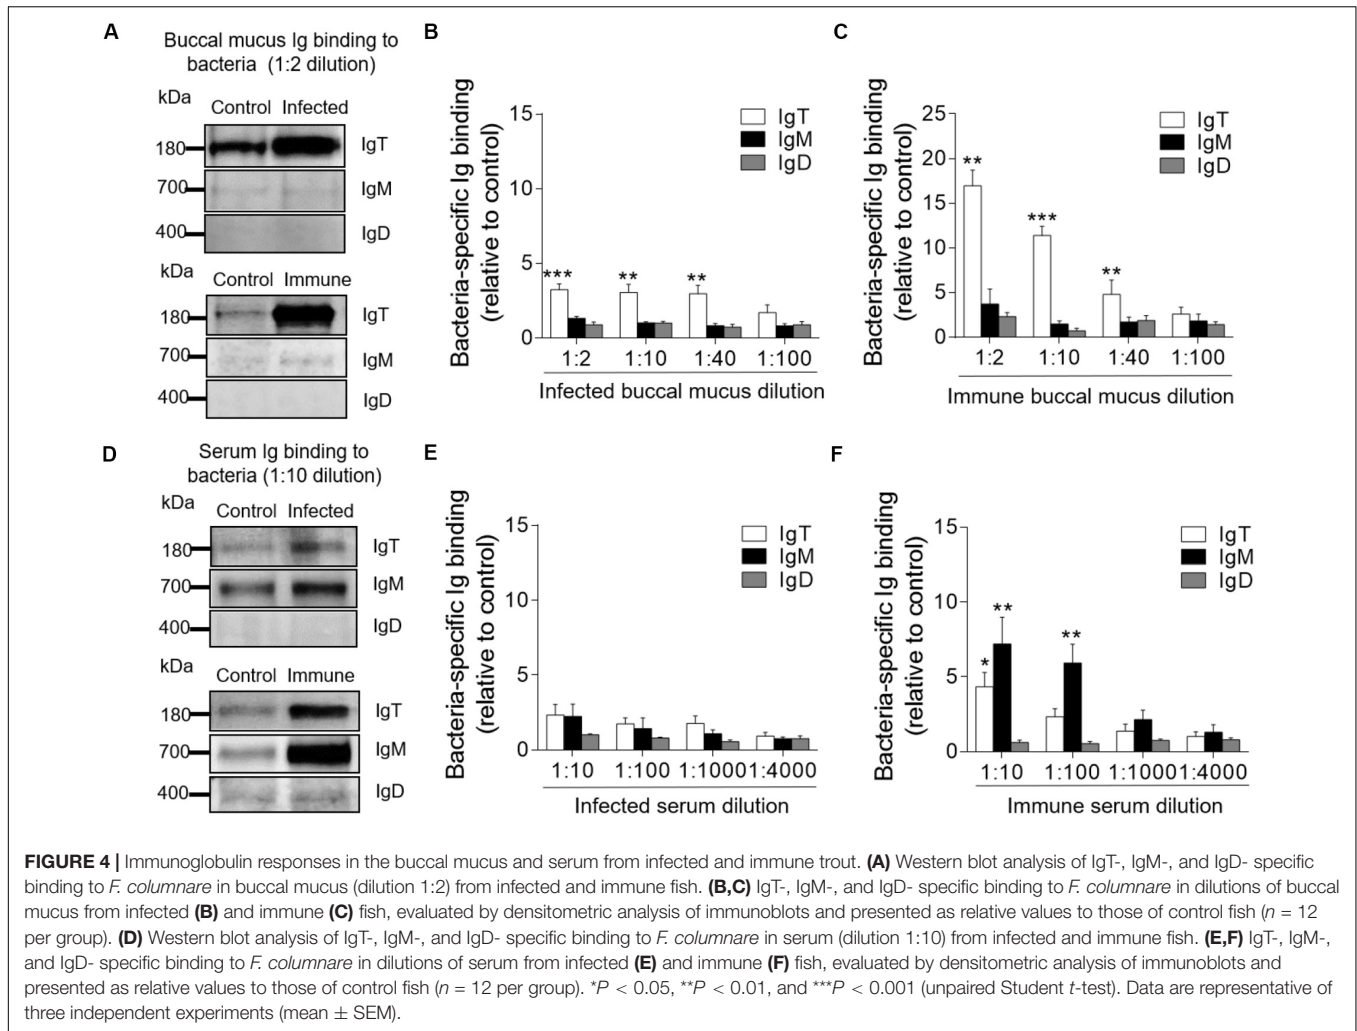 A
Buccal mucus Ig binding to
bacteria (1:2 dilution)
kDa
Control Infected
180 IgT
700 IgM
400 IgD
kDa
Control Immune
180 IgT
700 IgM
400 IgD
B
Bacteria-specific Ig binding
(relative to control)
15
10
5
0
IgT
IgM
IgD
*** ** **
1:2 1:10 1:40 1:100
Infected buccal mucus dilution
C
Bacteria-specific Ig binding
(relative to control)
25
20
15
10
5
0
IgT
IgM
IgD
** *** **
1:2 1:10 1:40 1:100
Immune buccal mucus dilution
D
Serum Ig binding to
bacteria (1:10 dilution)
kDa
Control Infected
180 IgT
700 IgM
400 IgD
kDa
Control Immune
180 IgT
700 IgM
400 IgD
E
Bacteria-specific Ig binding
(relative to control)
15
10
5
0
IgT
IgM
IgD
1:10 1:100 1:1000 1:4000
Infected serum dilution
F
Bacteria-specific Ig binding
(relative to control)
15
10
5
0
IgT
IgM
IgD
* ** **
1:10 1:100 1:1000 1:4000
Immune serum dilution
FIGURE 4 | Immunoglobulin responses in the buccal mucus and serum from infected and immune trout. (A) Western blot analysis of IgT-, IgM-, and IgD- specific
binding to F. columnare in buccal mucus (dilution 1:2) from infected and immune fish. (B,C) IgT-, IgM-, and IgD- specific binding to F. columnare in dilutions of buccal
mucus from infected (B) and immune (C) fish, evaluated by densitometric analysis of immunoblots and presented as relative values to those of control fish (n = 12
per group). (D) Western blot analysis of IgT-, IgM-, and IgD- specific binding to F. columnare in serum (dilution 1:10) from infected and immune fish. (E,F) IgT-, IgM-,
and IgD- specific binding to F. columnare in dilutions of serum from infected (E) and immune (F) fish, evaluated by densitometric analysis of immunoblots and
presented as relative values to those of control fish (n = 12 per group). *P < 0.05, **P < 0.01, and ***P < 0.001 (unpaired Student t-test). Data are representative of
three independent experiments (mean ± SEM).